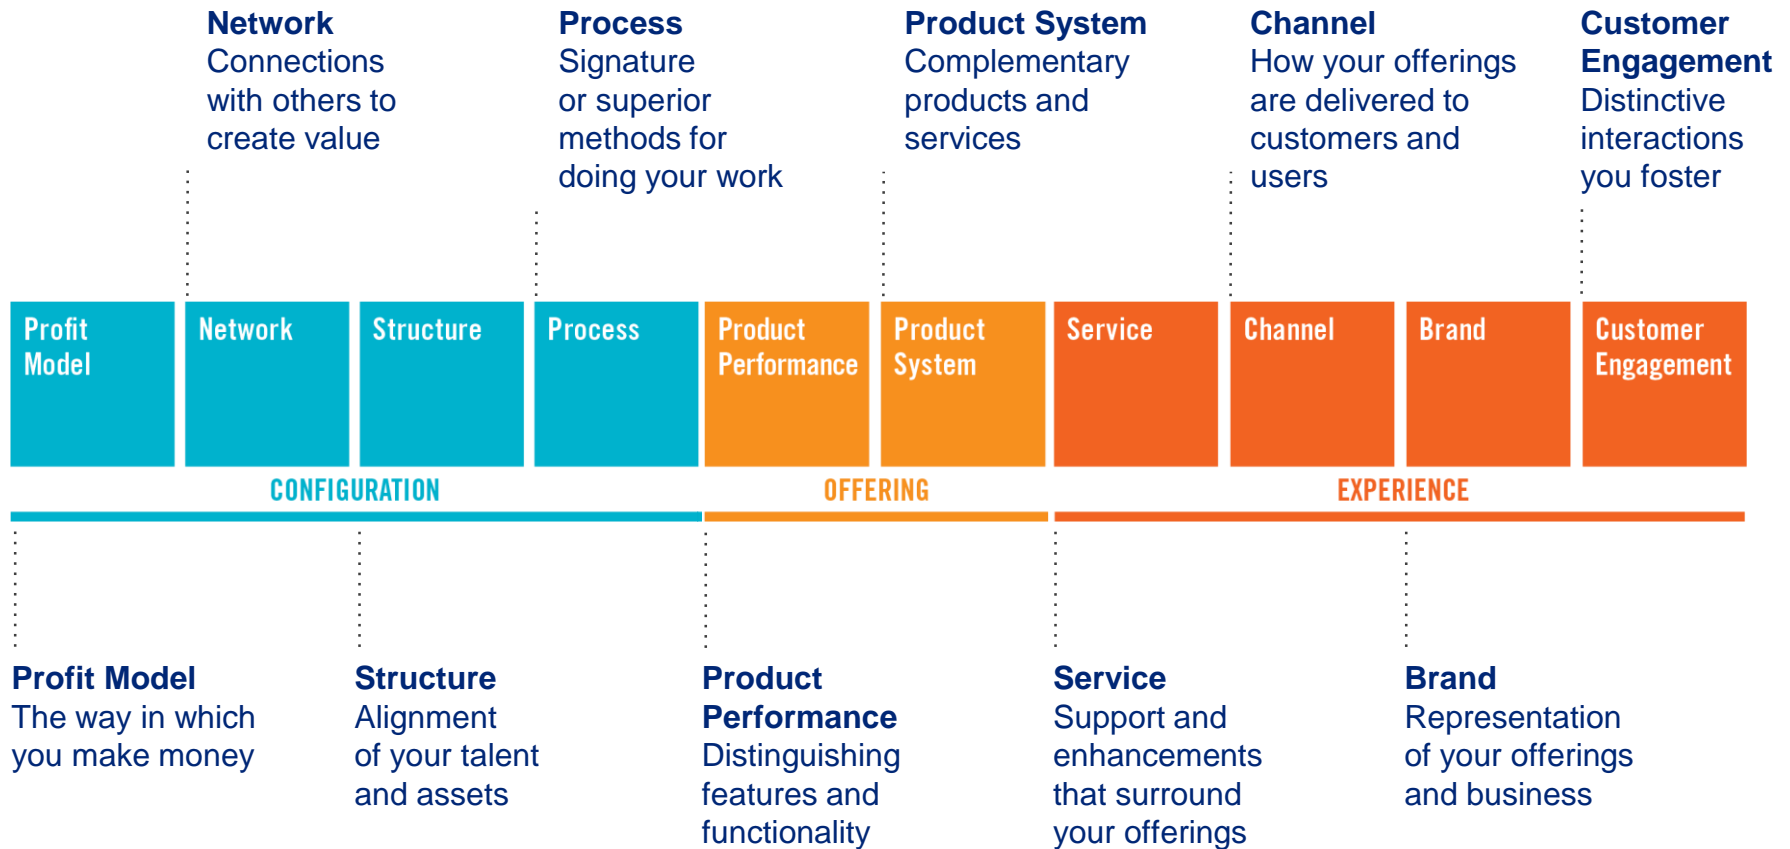 Network
Connections
with others to
create value
Process
Signature
or superior
methods for
doing your work
Product System
Complementary
products and
services
Channel
How your offerings
are delivered to
customers and
users
Customer
Engagement
Distinctive
interactions
you foster
Profit
Model
Network
Structure
Process
Product
Performance
Product
System
Service
Channel
Brand
Customer
Engagement
CONFIGURATION
OFFERING
EXPERIENCE
Profit Model
The way in which
you make money
Structure
Alignment
of your talent
and assets
Product
Performance
Distinguishing
features and
functionality
Service
Support and
enhancements
that surround
your offerings
Brand
Representation
of your offerings
and business